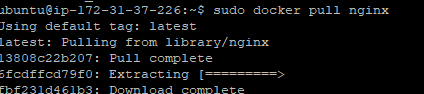 ubuntu@ip-172-31-37-226:~$ sudo docker pull nginx
Using default tag: latest
latest: Pulling from library/nginx
13808c22b207: Pull complete
6fcdffcd79f0: Extracting [=========>
fbf231d461b3: Download complete